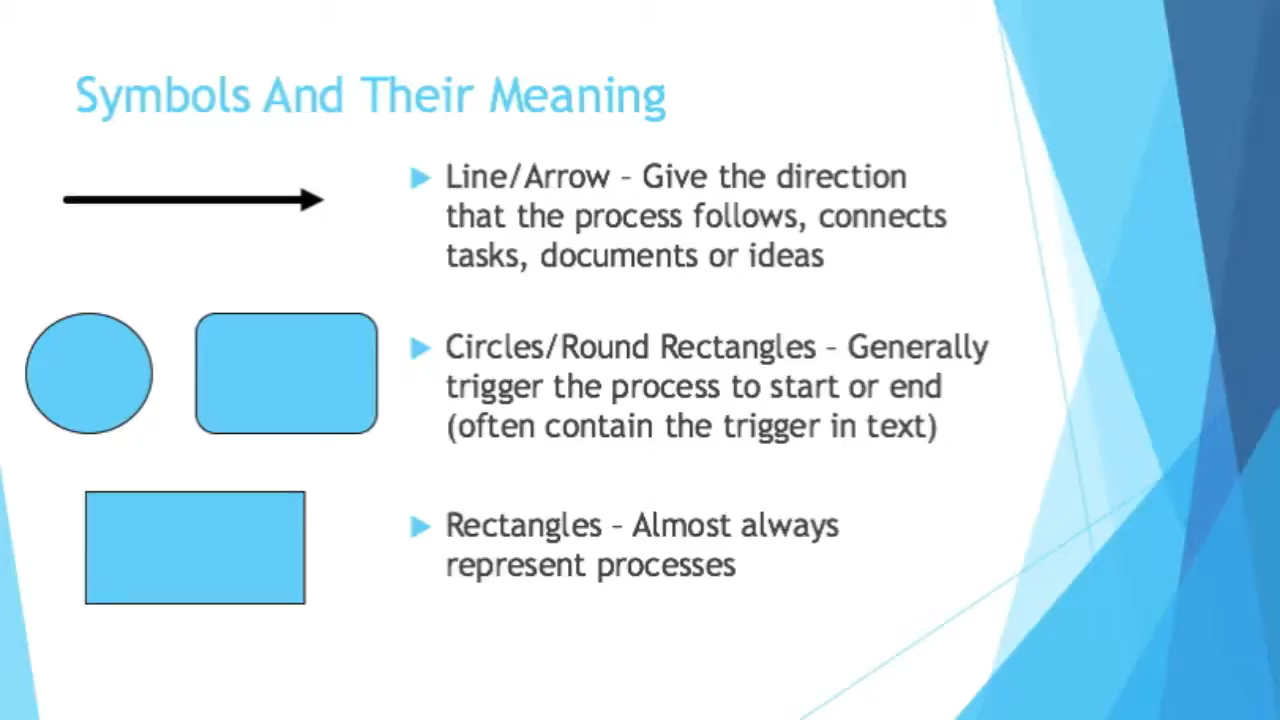 Symbols And Their Meaning
Line/Arrow – Give the direction
that the process follows, connects
tasks, documents or ideas
Circles/Round Rectangles – Generally
trigger the process to start or end
(often contain the trigger in text)
Rectangles – Almost always
represent processes